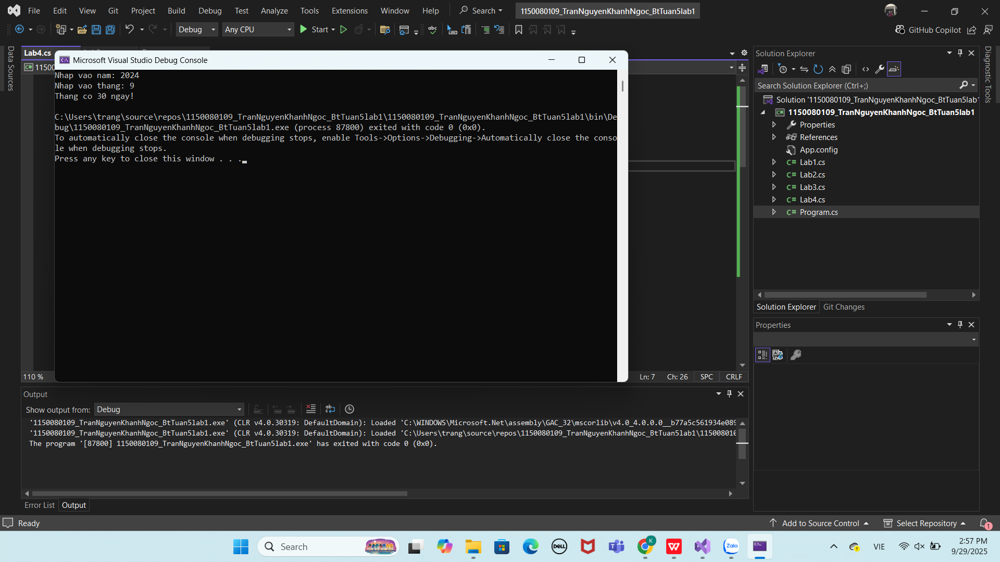 File Edit View Git Project Build Debug Test Analyze Tools Extensions Window Help Search 1150080109_TranNguyenKhanhNgoc_BtTuan5lab1
Debug Any CPU Start GitHub Copilot
Data Sources
Lab4.cs
C# 1150
Microsoft Visual Studio Debug Console
Nhap vao nam: 2024
Nhap vao thang: 9
Thang co 30 ngay!
C:\Users\trang\source\repos\1150080109_TranNguyenKhanhNgoc_BtTuan5lab1\1150080109_TranNguyenKhanhNgoc_BtTuan5lab1\bin\De
bug\1150080109_TranNguyenKhanhNgoc_BtTuan5lab1.exe (process 87800) exited with code 0 (0x0).
To automatically close the console when debugging stops, enable Tools->Options->Debugging->Automatically close the conso
le when debugging stops.
Press any key to close this window . . .
110 % Ln: 7 Ch: 26 SPC CRLF
Solution Explorer
Search Solution Explorer (Ctrl+;)
Solution '1150080109_TranNguyenKhanhNgoc_BtTuan5lab1
C# 1150080109_TranNguyenKhanhNgoc_BtTuan5lab1
Properties
References
App.config
C# Lab1.cs
C# Lab2.cs
C# Lab3.cs
C# Lab4.cs
C# Program.cs
Solution Explorer Git Changes
Properties
Diagnostic Tools
Output
Show output from: Debug
'1150080109_TranNguyenKhanhNgoc_BtTuan5lab1.exe' (CLR v4.0.30319: DefaultDomain): Loaded 'C:\WINDOWS\Microsoft.Net\assembly\GAC_32\mscorlib\v4.0_4.0.0.0__b77a5c561934e089
'1150080109_TranNguyenKhanhNgoc_BtTuan5lab1.exe' (CLR v4.0.30319: DefaultDomain): Loaded 'C:\Users\trang\source\repos\1150080109_TranNguyenKhanhNgoc_BtTuan5lab1\115008010
The program '[87800] 1150080109_TranNguyenKhanhNgoc_BtTuan5lab1.exe' has exited with code 0 (0x0).
Error List Output
Ready Add to Source Control Select Repository 1
Search DELL Zalo VIE 2:57 PM
9/29/2025